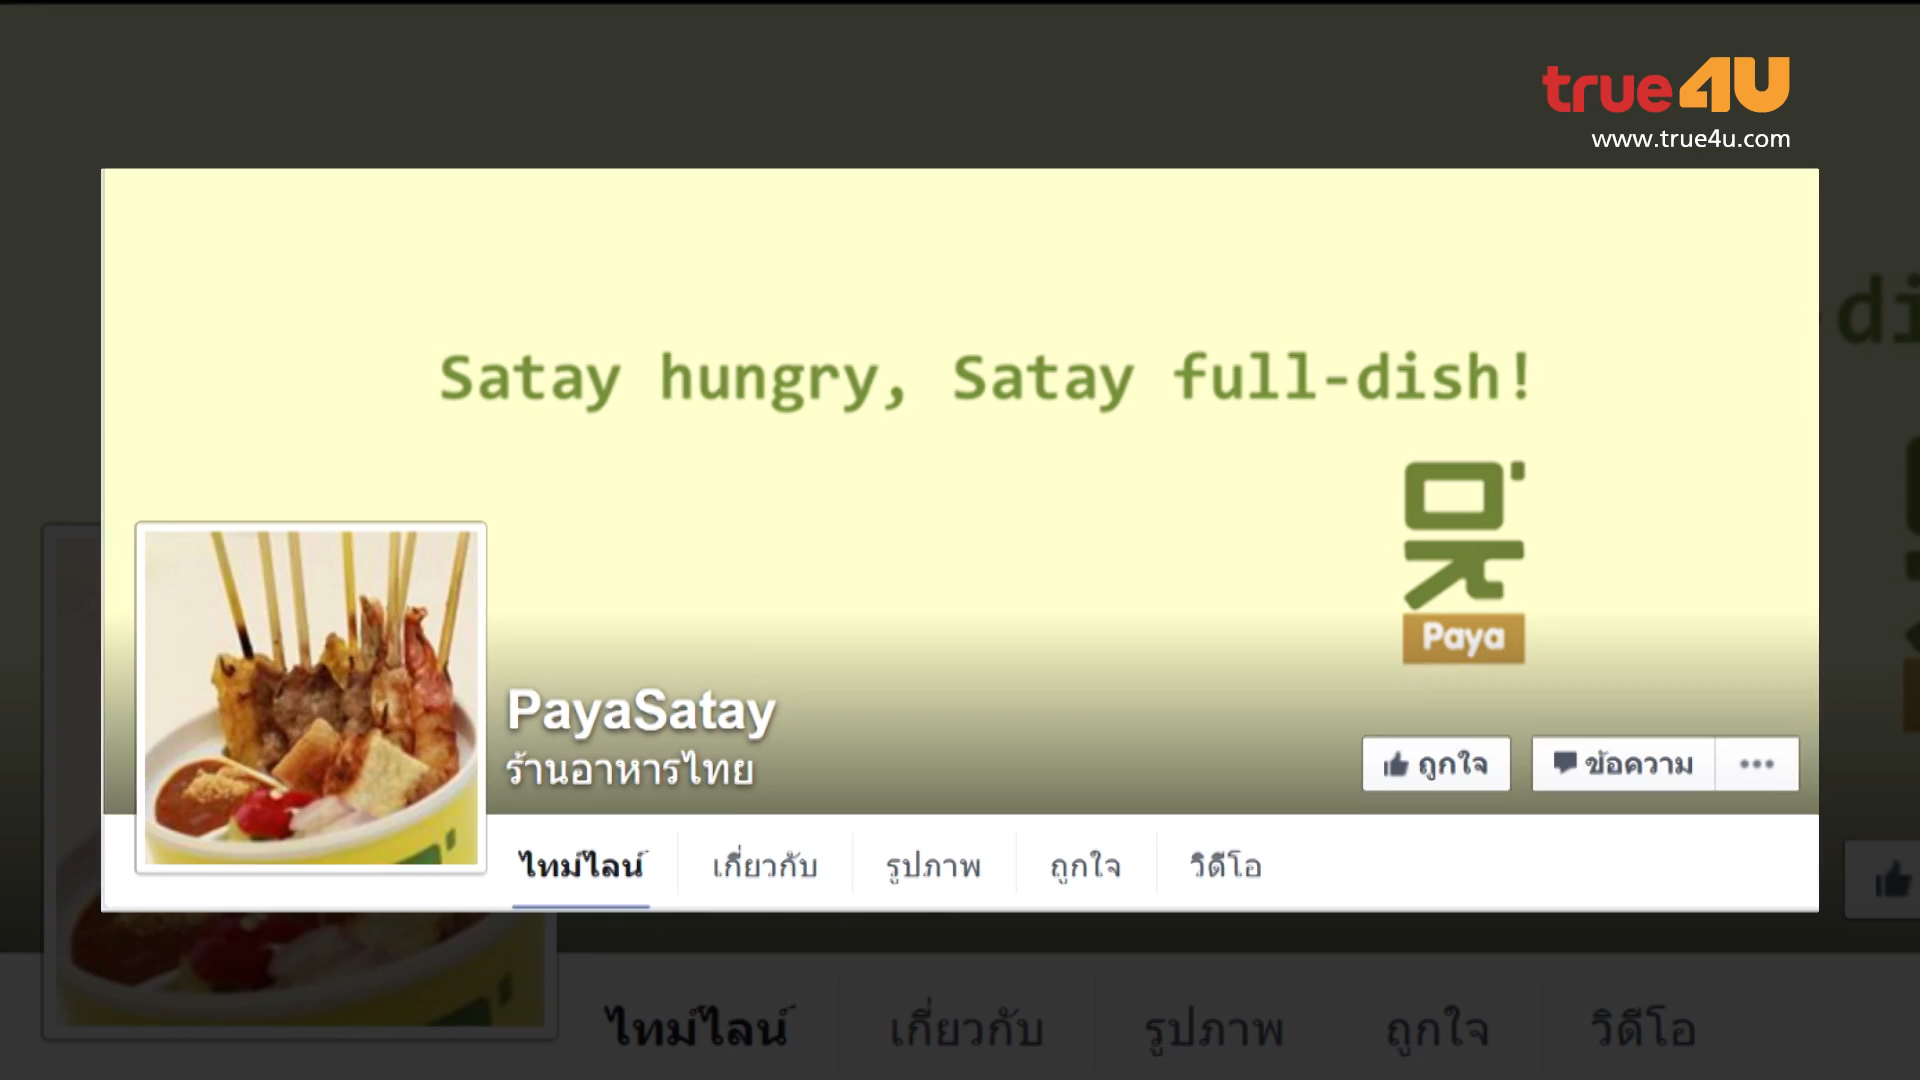 true4U
www.true4u.com
Satay hungry, Satay full-dish!
Paya
PayaSatay
ร้านอาหารไทย
ถูกใจ
ข้อความ
ไทม์ไลน์
เกี่ยวกับ
รูปภาพ
ถูกใจ
วิดีโอ
di
ไทม์ไลน์
เกี่ยวกับ
รูปภาพ
ถูกใจ
วิดีโอ